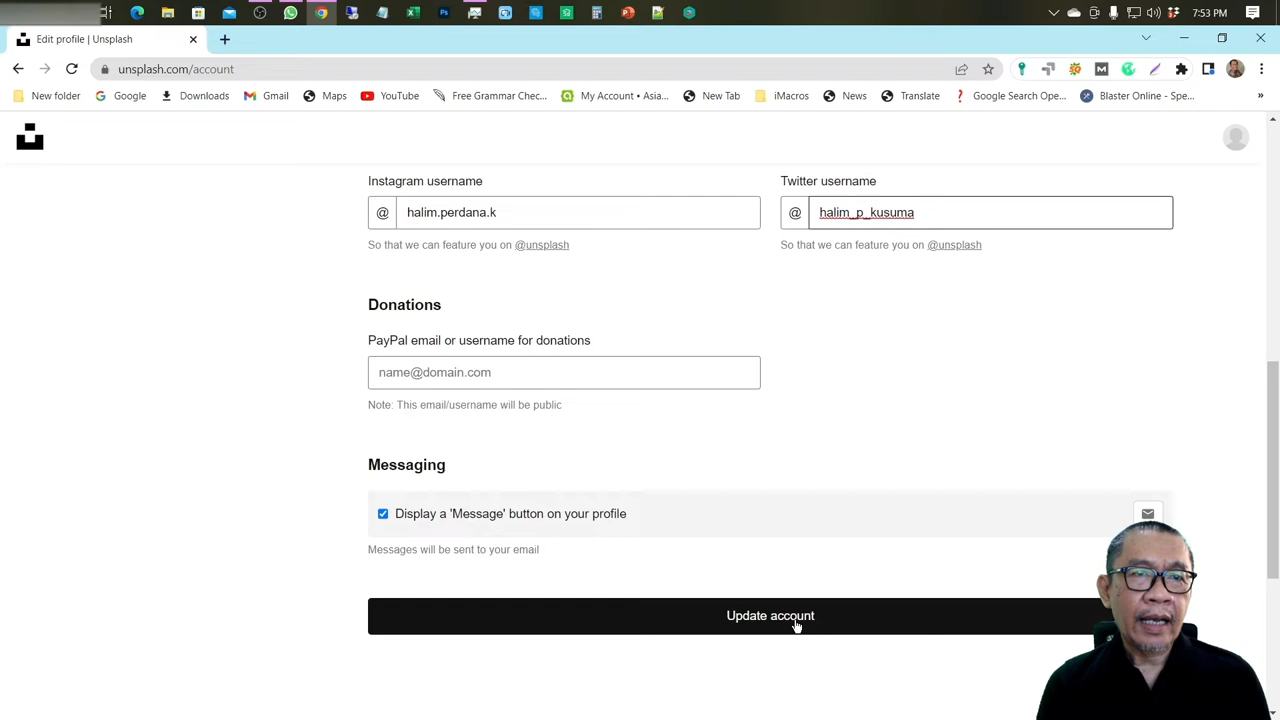 7:53 PM
Edit profile | Unsplash
unsplash.com/account
New folder
Google
Downloads
Gmail
Maps
YouTube
Free Grammar Chec...
My Account • Asia...
New Tab
iMacros
News
Translate
Google Search Ope...
Blaster Online - Spe...
»
Instagram username
Twitter username
@ halim.perdana.k
@ halim_p_kusuma
So that we can feature you on @unsplash
So that we can feature you on @unsplash
Donations
PayPal email or username for donations
name@domain.com
Note: This email/username will be public
Messaging
Display a 'Message' button on your profile
Messages will be sent to your email
Update account